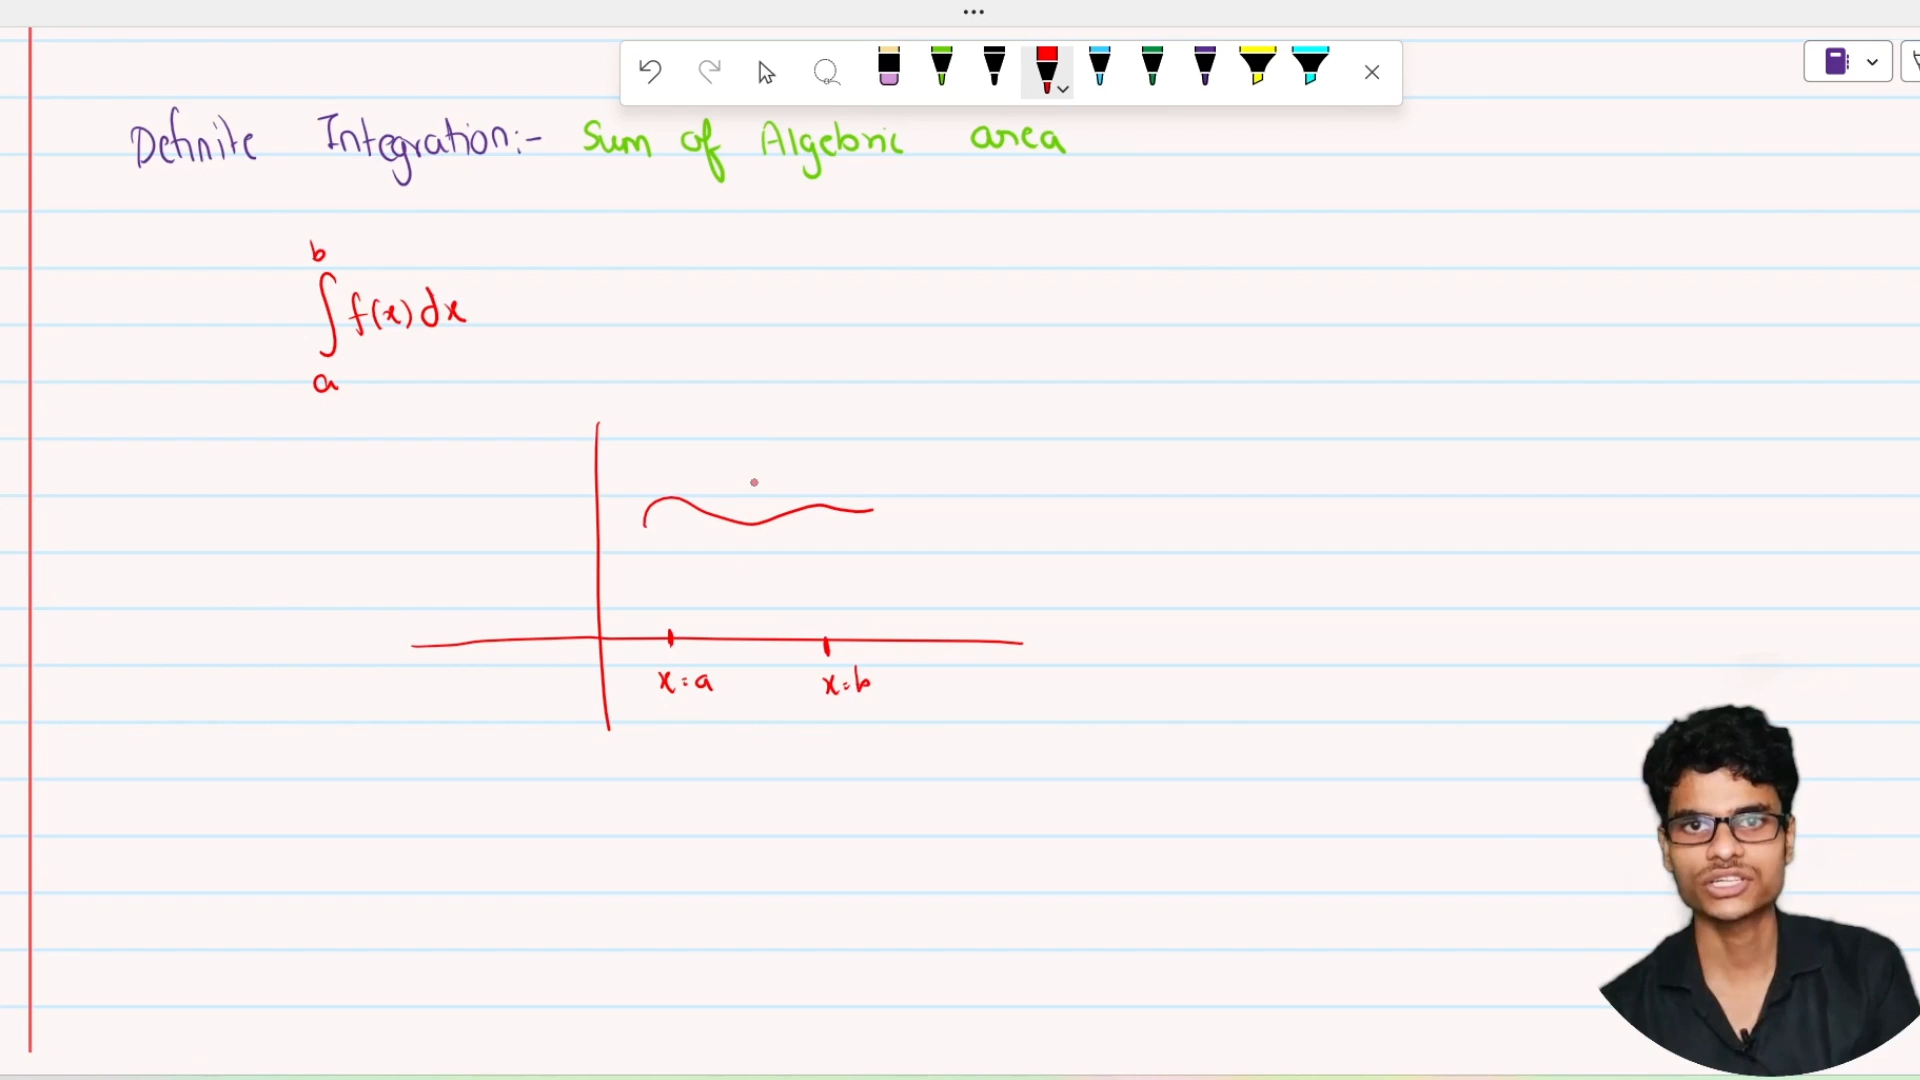 Definite Integration:- Sum of Algebric area
b
∫f(x)dx
a
x=a x=b